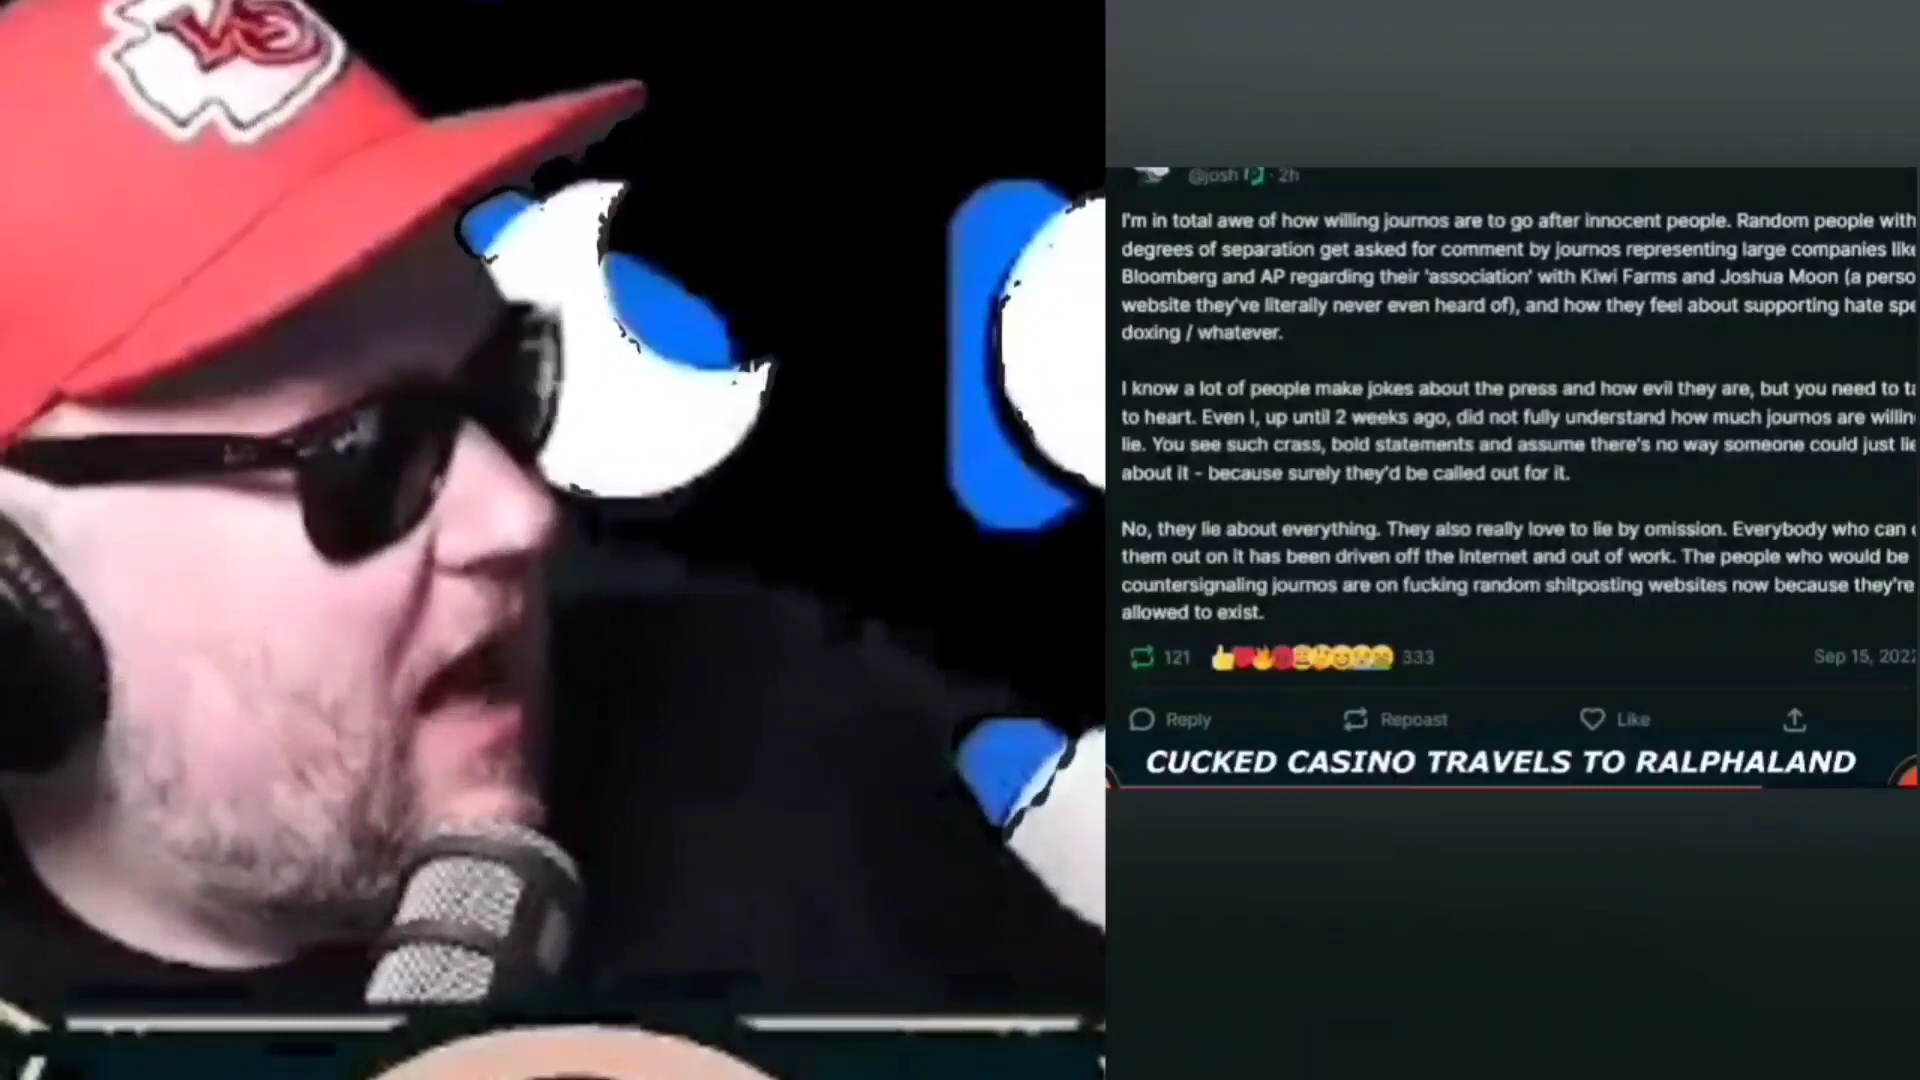 @josh · 2h
I'm in total awe of how willing journos are to go after innocent people. Random people with
degrees of separation get asked for comment by journos representing large companies like
Bloomberg and AP regarding their 'association' with Kiwi Farms and Joshua Moon (a perso
website they've literally never even heard of), and how they feel about supporting hate spe
doxing / whatever.
I know a lot of people make jokes about the press and how evil they are, but you need to ta
to heart. Even I, up until 2 weeks ago, did not fully understand how much journos are willin
lie. You see such crass, bold statements and assume there's no way someone could just lie
about it - because surely they'd be called out for it.
No, they lie about everything. They also really love to lie by omission. Everybody who can
them out on it has been driven off the Internet and out of work. The people who would be
countersignaling journos are on fucking random shitposting websites now because they're
allowed to exist.
121 333 Sep 15, 2022
Reply Repoast Like
CUCKED CASINO TRAVELS TO RALPHALAND